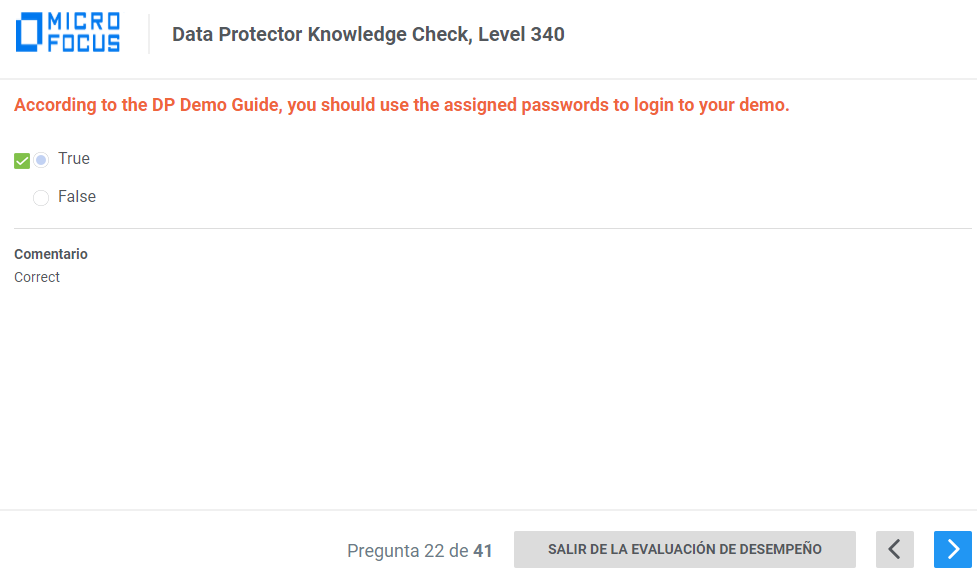 MICRO
FOCUS
Data Protector Knowledge Check, Level 340
According to the DP Demo Guide, you should use the assigned passwords to login to your demo.
True
False
Comentario
Correct
Pregunta 22 de 41
SALIR DE LA EVALUACIÓN DE DESEMPEÑO